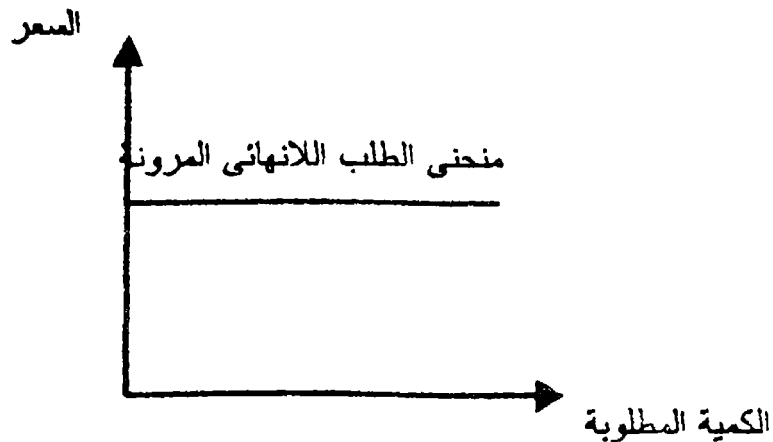 السعر
منحنى الطلب اللانهائى المرونة
الكمية المطلوبة